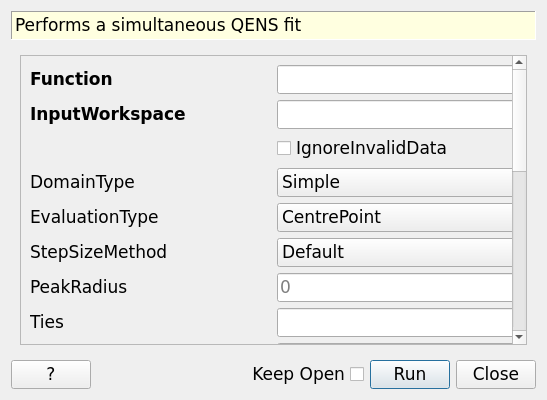 Performs a simultaneous QENS fit
Function
InputWorkspace
IgnoreInvalidData
DomainType Simple
EvaluationType CentrePoint
StepSizeMethod Default
PeakRadius 0
Ties
? Keep Open Run Close